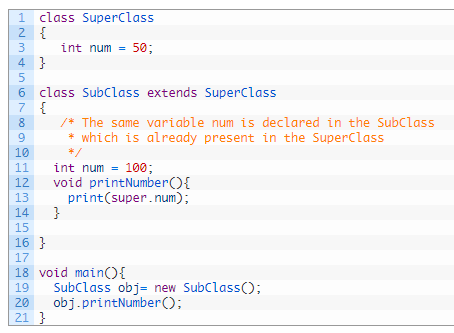 1 class SuperClass
2 {
3    int num = 50;
4 }
5
6 class SubClass extends SuperClass
7 {
8    /* The same variable num is declared in the SubClass
9     * which is already present in the SuperClass
10    */
11   int num = 100;
12   void printNumber(){
13     print(super.num);
14   }
15
16 }
17
18 void main(){
19   SubClass obj= new SubClass();
20   obj.printNumber();
21 }